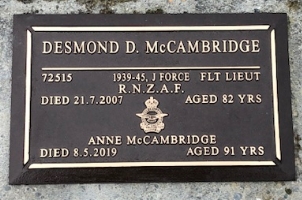 DESMOND D. McCAMBRIDGE
72515 1939-45, J FORCE FLT LIEUT
R.N.Z.A.F.
DIED 21.7.2007 AGED 82 YRS
ANNE McCAMBRIDGE
DIED 8.5.2019 AGED 91 YRS